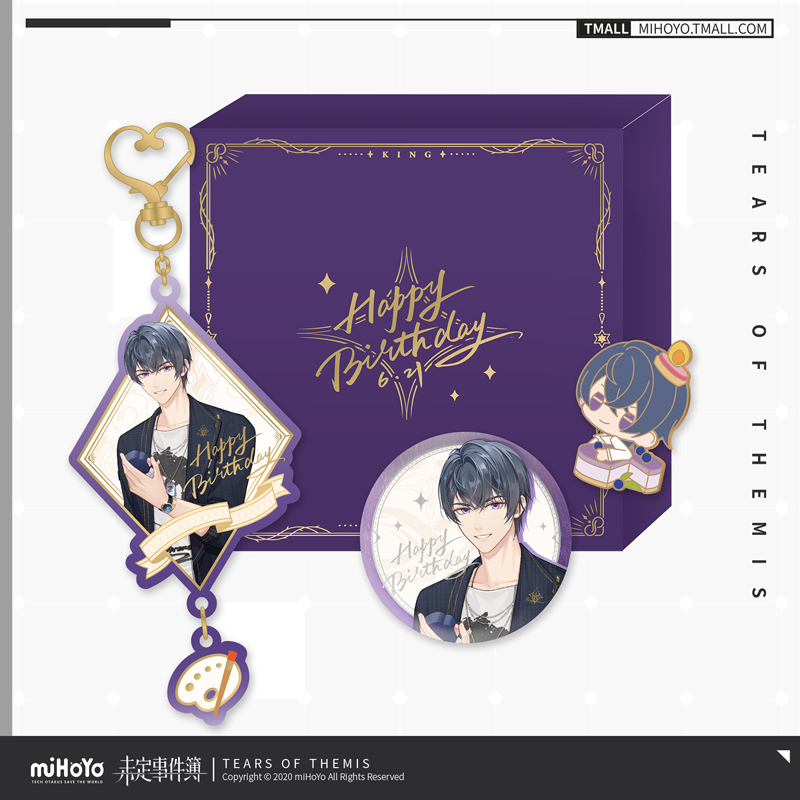 TMALL MIHOYO.TMALL.COM
KING
Happy
Birthday
6.21
Happy
Birthday
Happy
Birthday
TEARS OF THEMIS
miHoYo
TECH OTAKUS SAVE THE WORLD
未定事件簿
TEARS OF THEMIS
Copyright © 2020 miHoYo All Rights Reserved